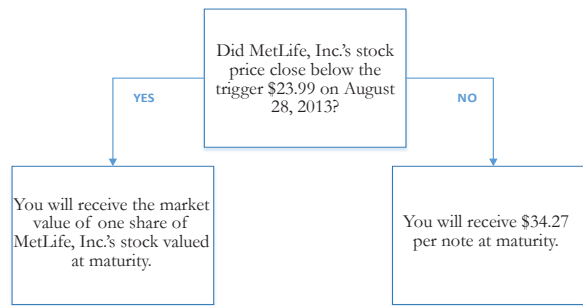 Did MetLife, Inc.'s stock
price close below the
trigger $23.99 on August
28, 2013?
YES
NO
You will receive the market
value of one share of
MetLife, Inc.'s stock valued
at maturity.
You will receive $34.27
per note at maturity.